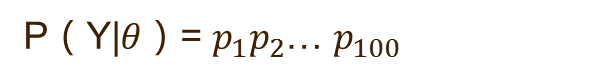 P ( Y|θ ) = p₁p₂… p₁₀₀